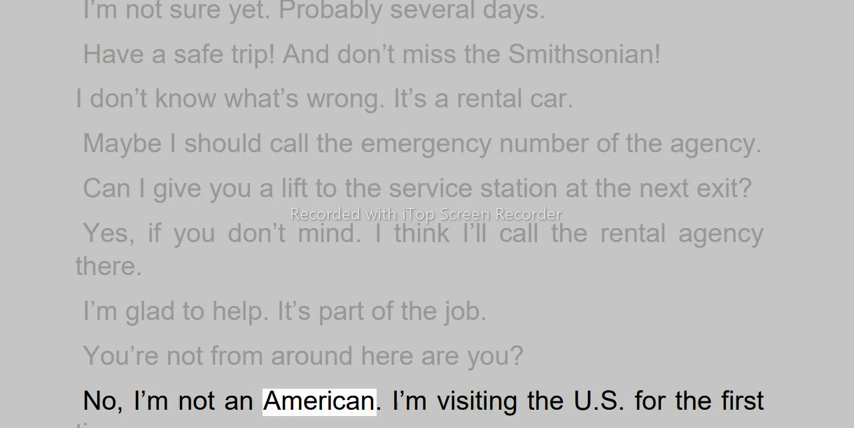 I'm not sure yet. Probably several days.
Have a safe trip! And don't miss the Smithsonian!
I don't know what's wrong. It's a rental car.
Maybe I should call the emergency number of the agency.
Can I give you a lift to the service station at the next exit?
Recorded with iTop Screen Recorder
Yes, if you don't mind. I think I'll call the rental agency
there.
I'm glad to help. It's part of the job.
You're not from around here are you?
No, I'm not an American. I'm visiting the U.S. for the first